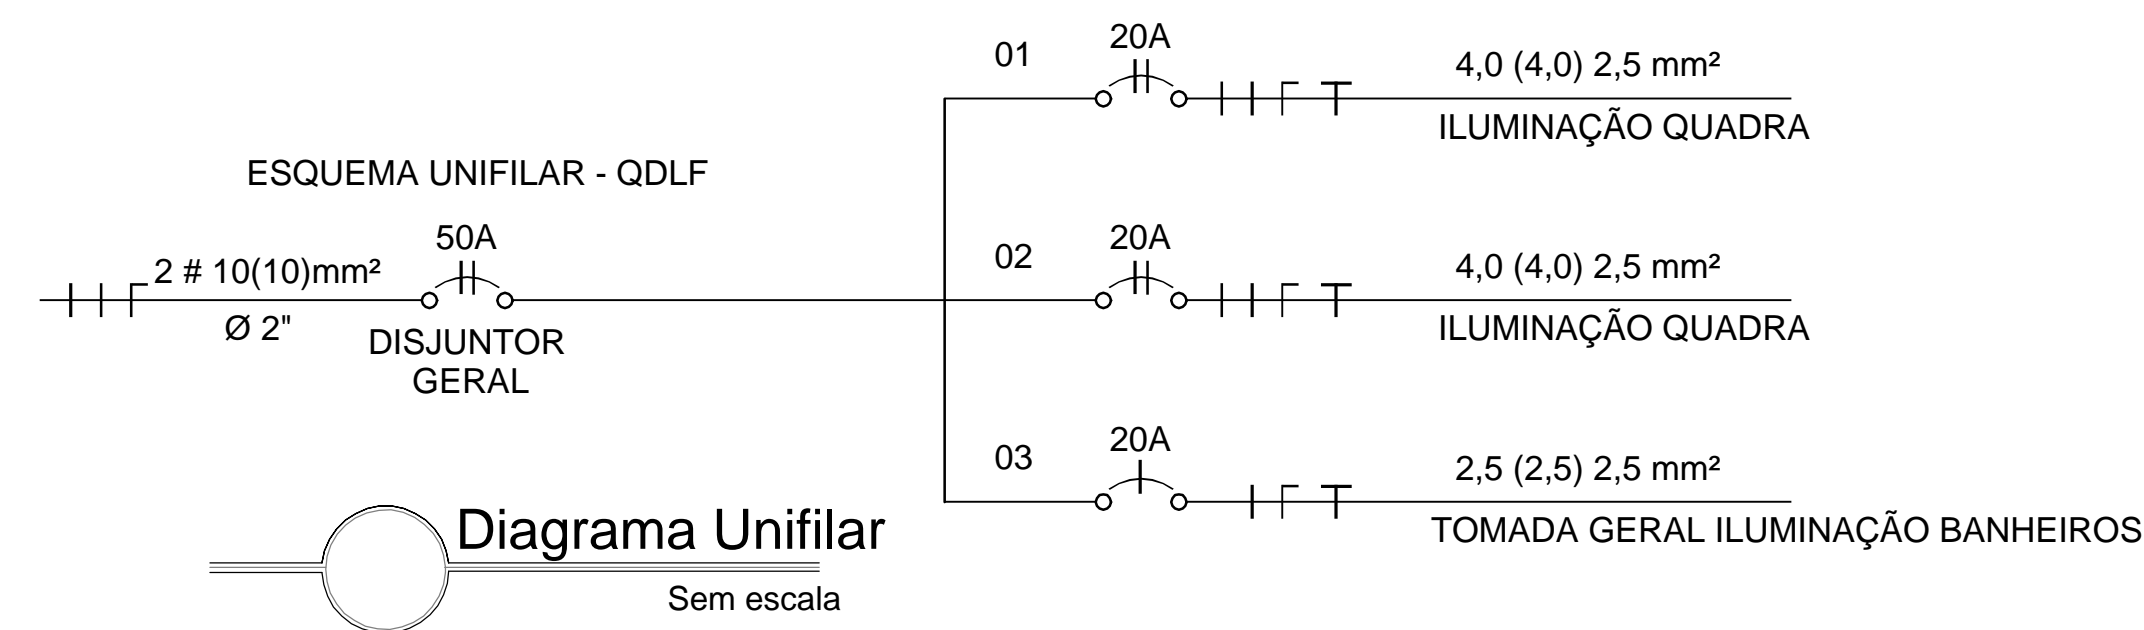 ESQUEMA UNIFILAR - QDLF
2 # 10(10)mm²
Ø 2"
50A
DISJUNTOR
GERAL
01
20A
4,0 (4,0) 2,5 mm²
ILUMINAÇÃO QUADRA
02
20A
4,0 (4,0) 2,5 mm²
ILUMINAÇÃO QUADRA
03
20A
2,5 (2,5) 2,5 mm²
TOMADA GERAL ILUMINAÇÃO BANHEIROS
Diagrama Unifilar
Sem escala